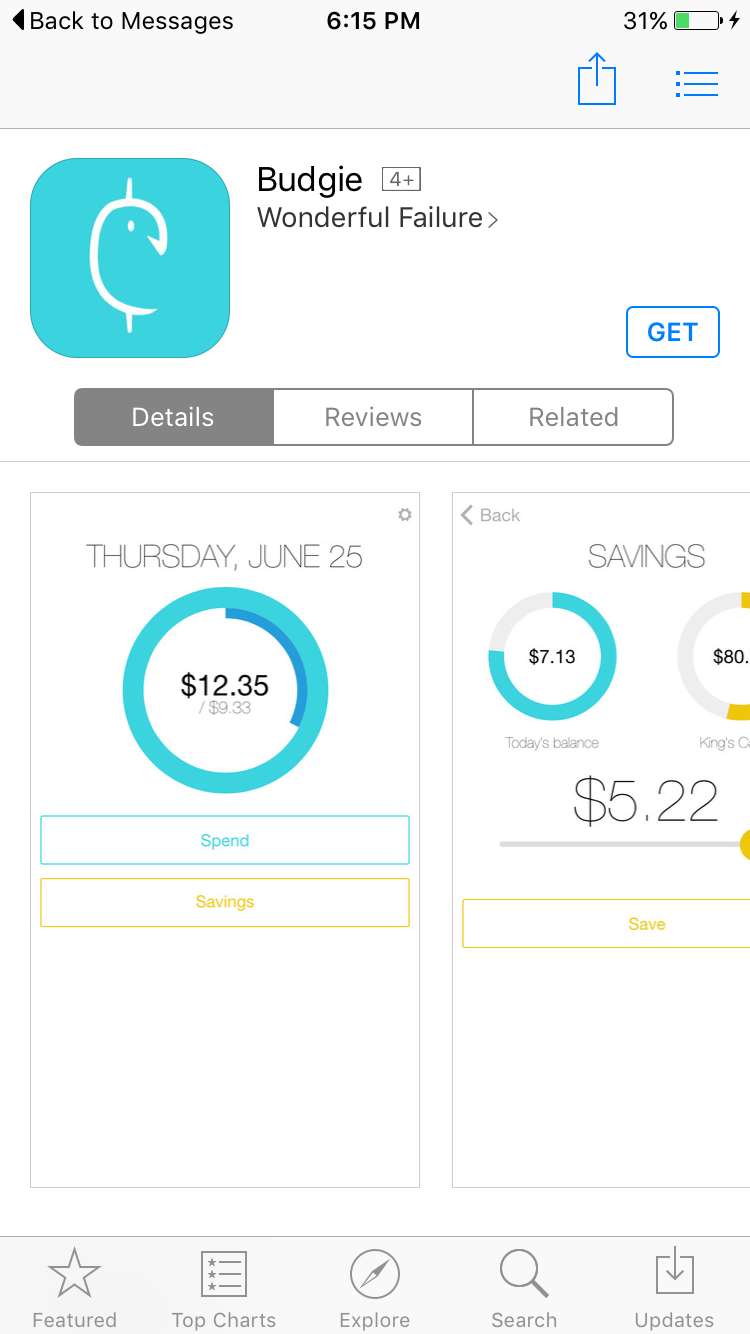 Back to Messages 6:15 PM 31%
Budgie 4+
Wonderful Failure
GET
Details Reviews Related
THURSDAY, JUNE 25
$12.35
/ $9.33
Spend
Savings
Back
SAVINGS
$7.13 $80.
Today's balance King's
$5.22
Save
Featured Top Charts Explore Search Updates